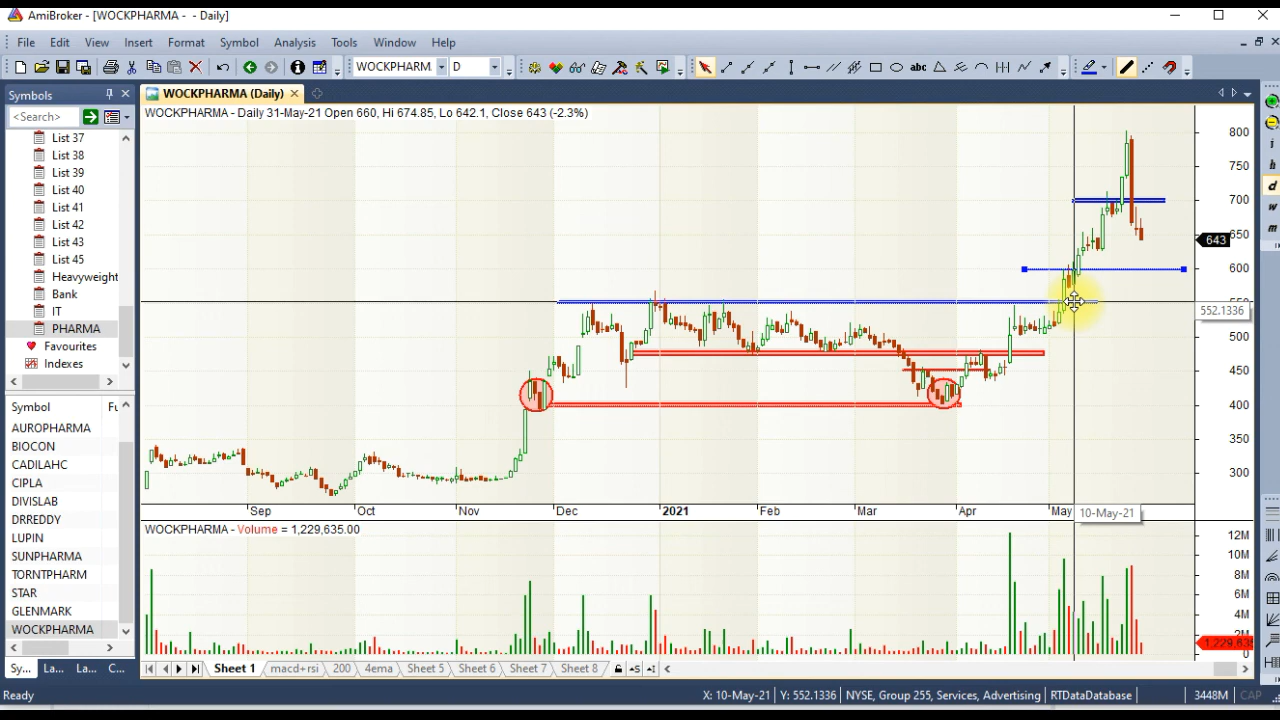 AmiBroker - [WOCKPHARMA - - Daily]
File Edit View Insert Format Symbol Analysis Tools Window Help
WOCKPHARM D abc
Symbols
WOCKPHARMA (Daily)
<Search>
WOCKPHARMA - Daily 31-May-21 Open 660, Hi 674.85, Lo 642.1, Close 643 (-2.3%)
List 37
List 38
List 39
List 40
List 41
List 42
List 43
List 45
Heavyweight
Bank
IT
PHARMA
Favourites
Indexes
800
750
700
650
643
600
552.1336
500
450
400
350
300
i
h
d
w
m
Symbol
AUROPHARMA
BIOCON
CADILAHC
CIPLA
DIVISLAB
DRREDDY
LUPIN
SUNPHARMA
TORNTPHARM
STAR
GLENMARK
WOCKPHARMA
Sep Oct Nov Dec 2021 Feb Mar Apr May 10-May-21
WOCKPHARMA - Volume = 1,229,635.00
12M
10M
8M
6M
4M
2M
0M
Sy... La... La... C...
Sheet 1 macd+rsi 200 4ema Sheet 5 Sheet 6 Sheet 7 Sheet 8
Ready X: 10-May-21 Y: 552.1336 NYSE, Group 255, Services, Advertising RTDataDatabase 3448M CAP